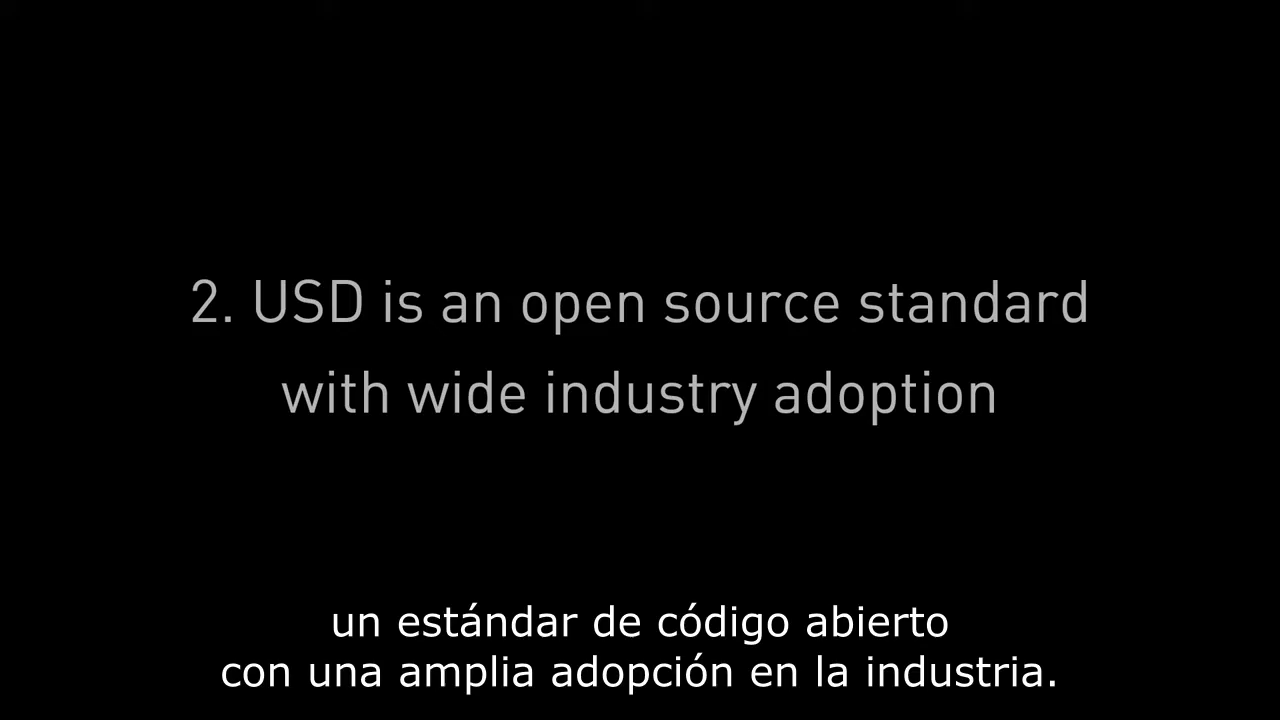 2. USD is an open source standard
with wide industry adoption
un estándar de código abierto
con una amplia adopción en la industria.